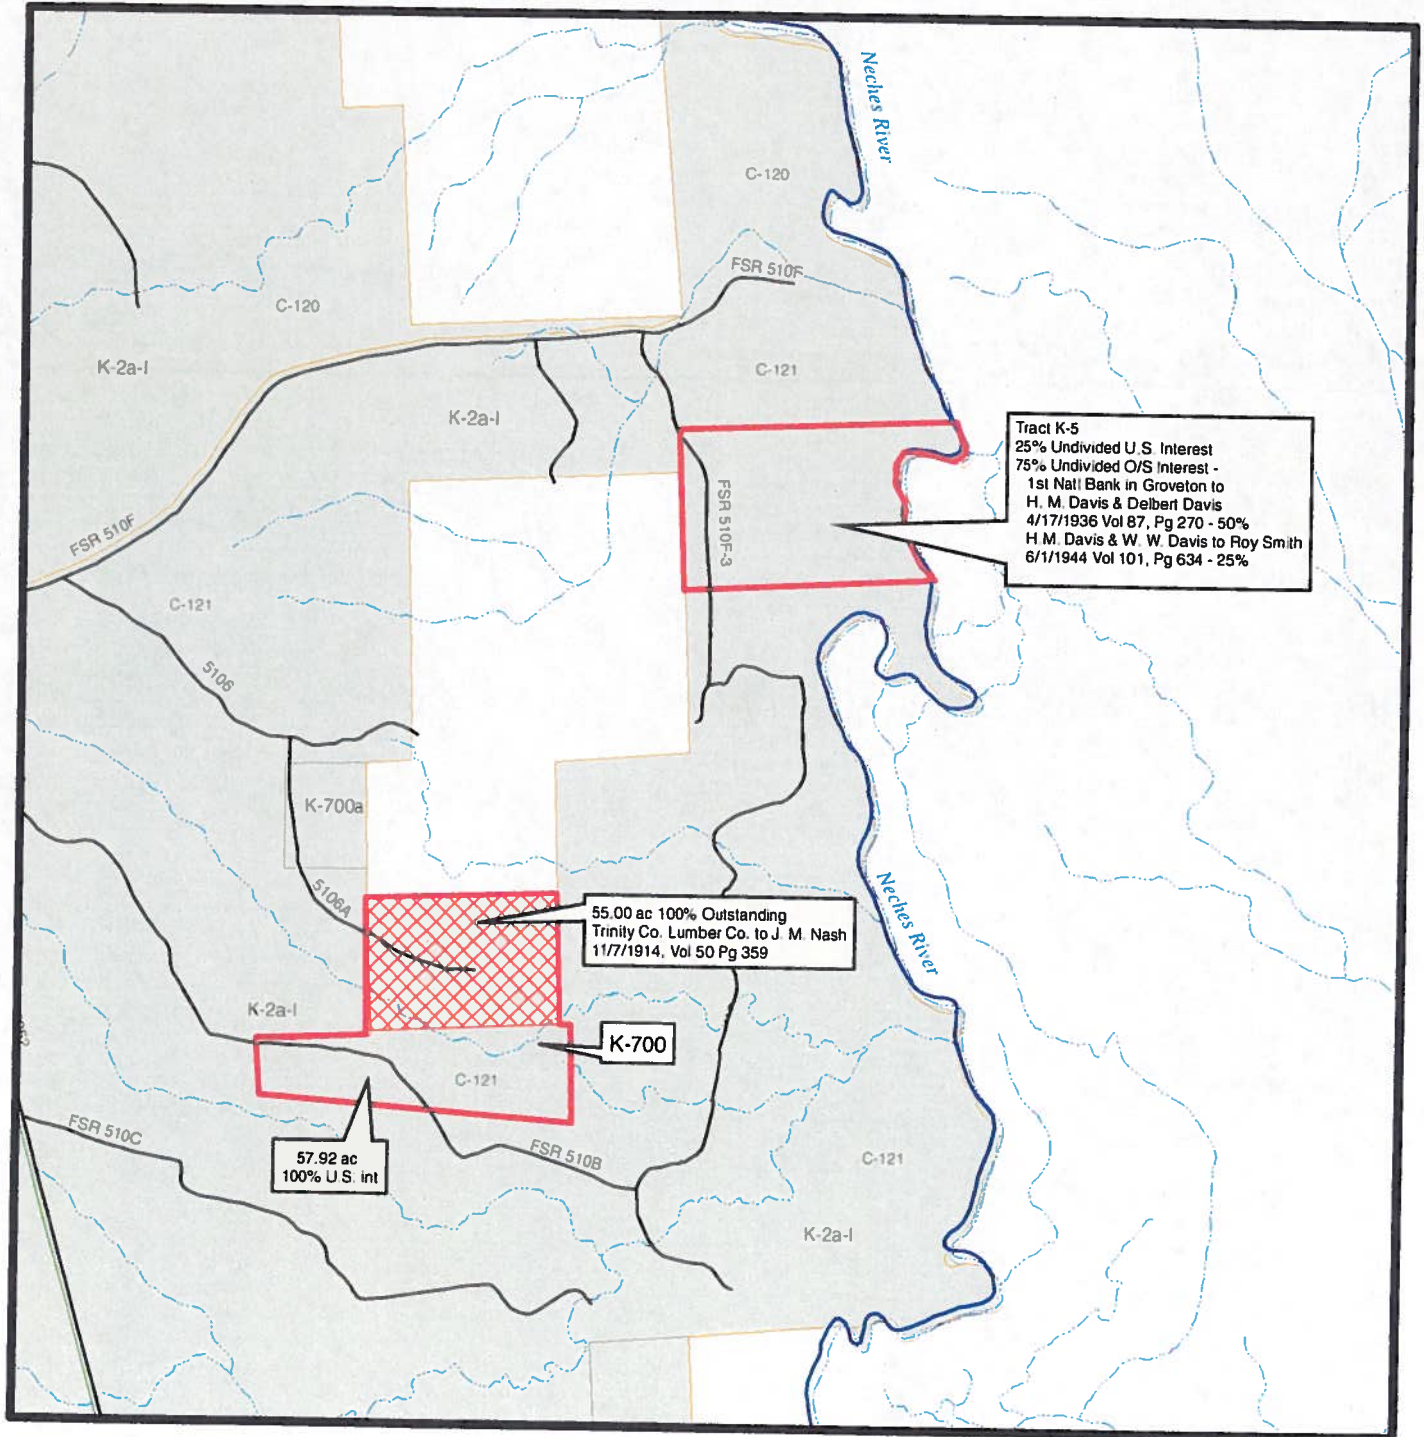 Neches River
C-120
FSR 510F
C-120
K-2a-I
C-121
K-2a-I
Tract K-5
25% Undivided U.S. Interest
75% Undivided O/S Interest -
1st Natl Bank in Groveton to
H. M. Davis & Delbert Davis
4/17/1936 Vol 87, Pg 270 - 50%
H.M. Davis & W. W. Davis to Roy Smith
6/1/1944 Vol 101, Pg 634 - 25%
FSR 510F-3
FSR 510F
C-121
5106
K-700a
5106A
Neches River
55.00 ac 100% Outstanding
Trinity Co. Lumber Co. to J. M. Nash
11/7/1914, Vol 50 Pg 359
K-2a-I
K-700
C-121
FSR 510C
57.92 ac
100% U.S. int
FSR 510B
C-121
K-2a-I